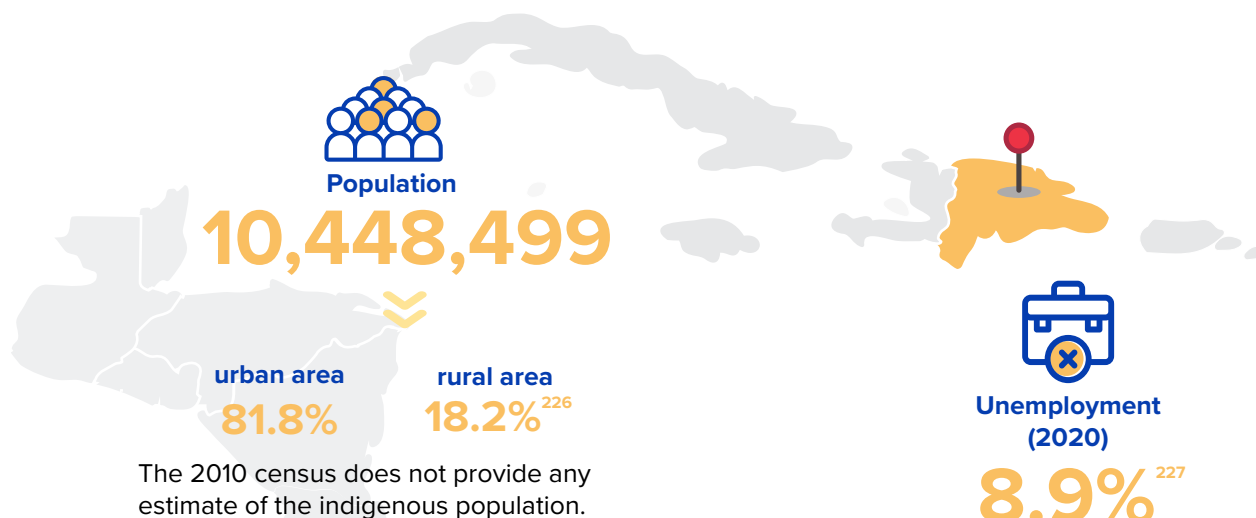 Population
10,448,499
urban area
81.8%
rural area
18.2%226
The 2010 census does not provide any
estimate of the indigenous population.
Unemployment
(2020)
8.9%227